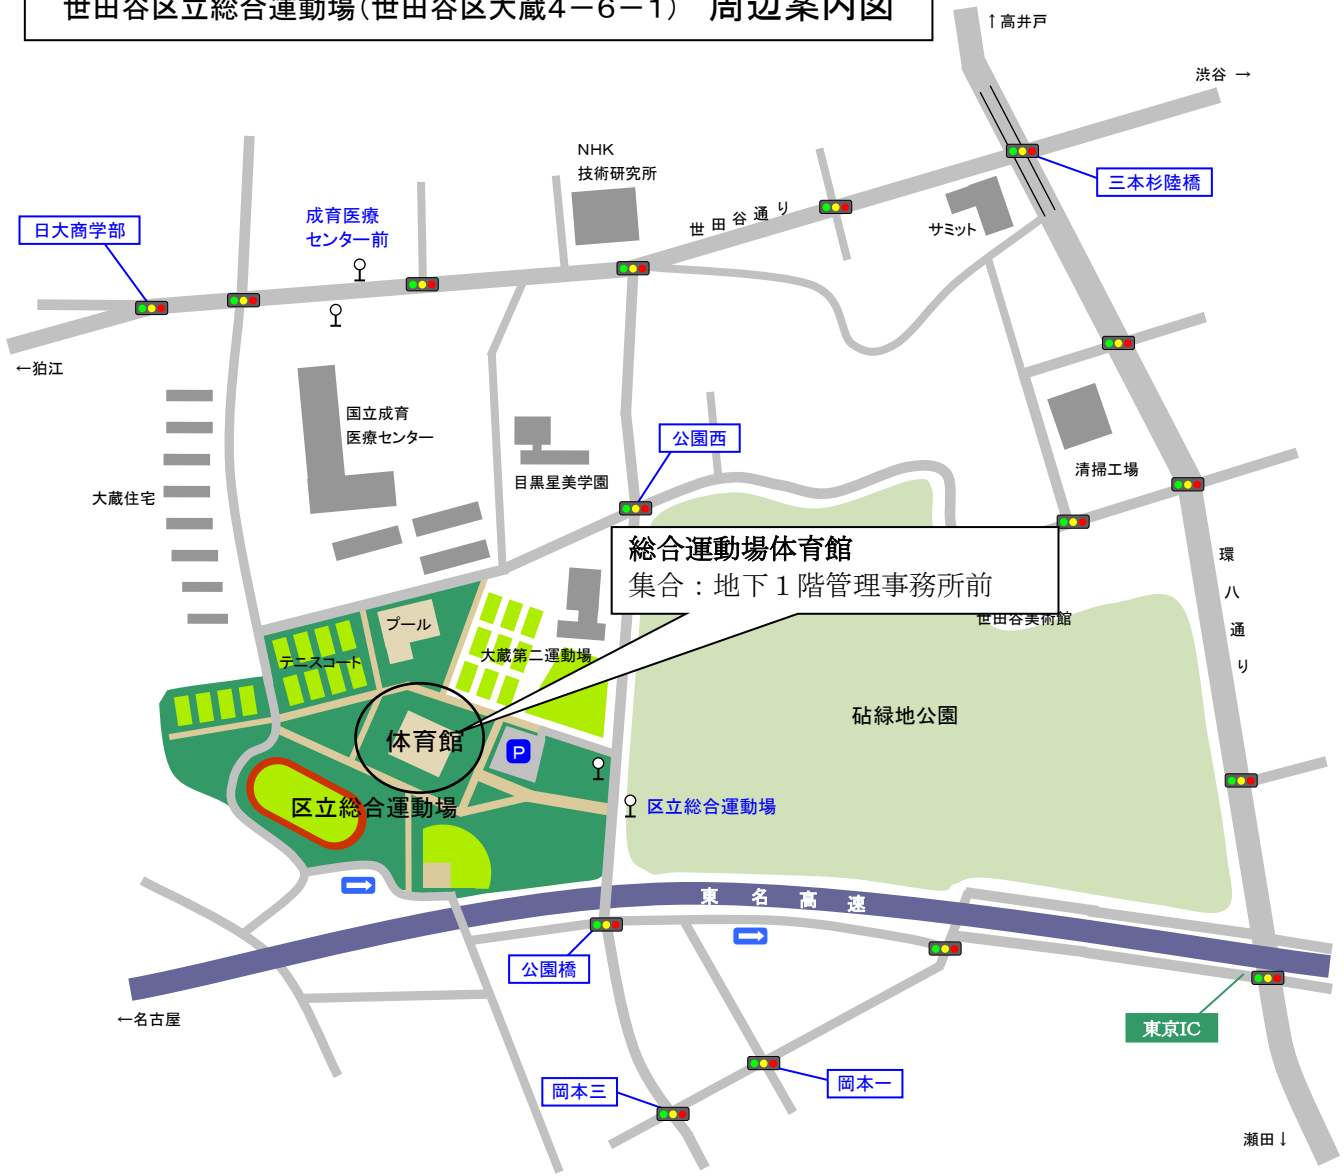 世田谷区立総合運動場（世田谷区大蔵４－６－１） 周辺案内図
↑高井戸
渋谷 →
NHK
技術研究所
三本杉陸橋
世田谷通り
成育医療
センター前
日大商学部
サミット
←狛江
国立成育
医療センター
公園西
目黒星美学園
清掃工場
大蔵住宅
総合運動場体育館
集合：地下１階管理事務所前
環八通り
世田谷美術館
プール
テニスコート
大蔵第二運動場
砧緑地公園
体育館
P
区立総合運動場
区立総合運動場
東名高速
公園橋
←名古屋
東京IC
岡本一
岡本三
瀬田↓